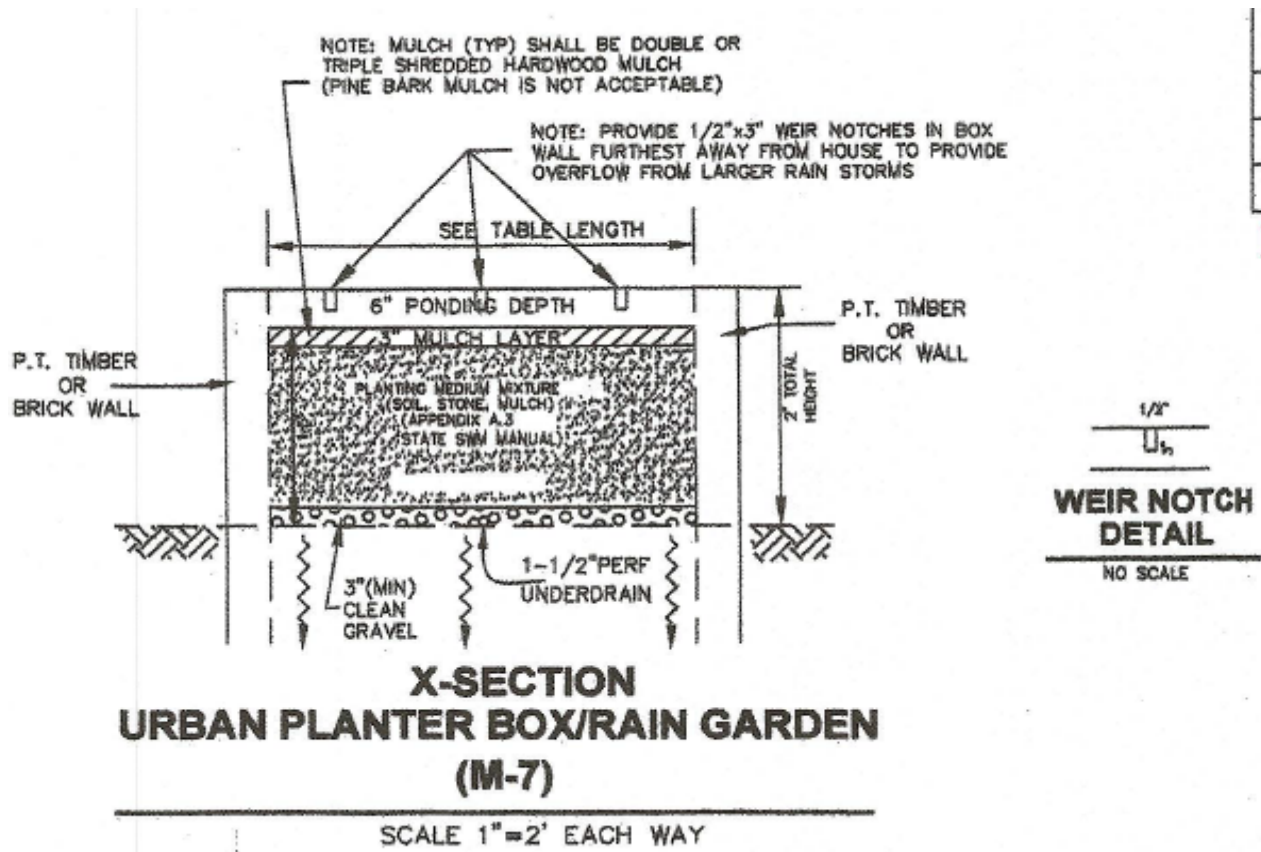 NOTE: MULCH (TYP) SHALL BE DOUBLE OR
TRIPLE SHREDDED HARDWOOD MULCH
(PINE BARK MULCH IS NOT ACCEPTABLE)
NOTE: PROVIDE 1/2"x3" WEIR NOTCHES IN BOX
WALL FURTHEST AWAY FROM HOUSE TO PROVIDE
OVERFLOW FROM LARGER RAIN STORMS
SEE TABLE LENGTH
6" PONDING DEPTH
3" MULCH LAYER
P.T. TIMBER
OR
BRICK WALL
PLANTING MEDIUM MIXTURE
(SOIL, STONE, MULCH)
(APPENDIX A.3
STATE SWM MANUAL)
2' TOTAL
HEIGHT
P.T. TIMBER
OR
BRICK WALL
3"(MIN)
CLEAN
GRAVEL
1-1/2"PERF
UNDERDRAIN
1/2"
WEIR NOTCH
DETAIL
NO SCALE
X-SECTION
URBAN PLANTER BOX/RAIN GARDEN
(M-7)
SCALE 1"=2' EACH WAY